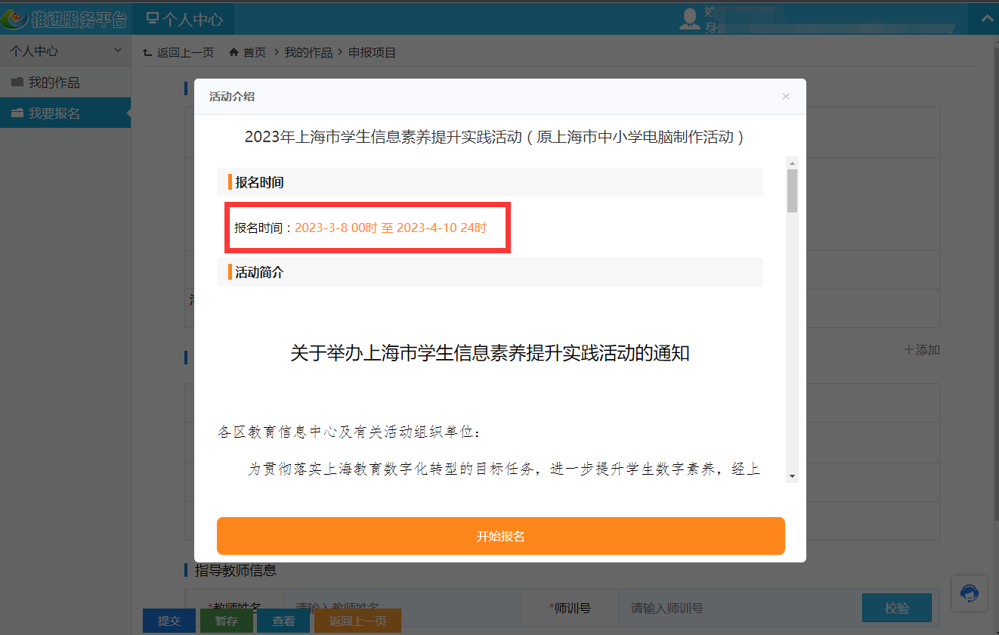 推进服务平台
个人中心
姓
身
个人中心
返回上一页 首页 > 我的作品 > 申报项目
我的作品
我要报名
活动介绍
×
2023年上海市学生信息素养提升实践活动（原上海市中小学电脑制作活动）
报名时间
报名时间：2023-3-8 00时 至 2023-4-10 24时
活动简介
关于举办上海市学生信息素养提升实践活动的通知
+添加
各区教育信息中心及有关活动组织单位：
为贯彻落实上海教育数字化转型的目标任务，进一步提升学生数字素养，经上
开始报名
指导教师信息
*教师姓名 请输入教师姓名 *师训号 请输入师训号 校验
提交 暂存 查看 返回上一页